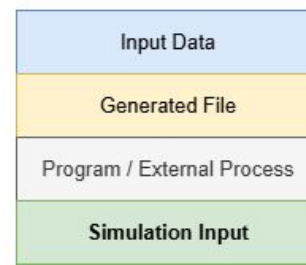 Input Data
Generated File
Program / External Process
Simulation Input